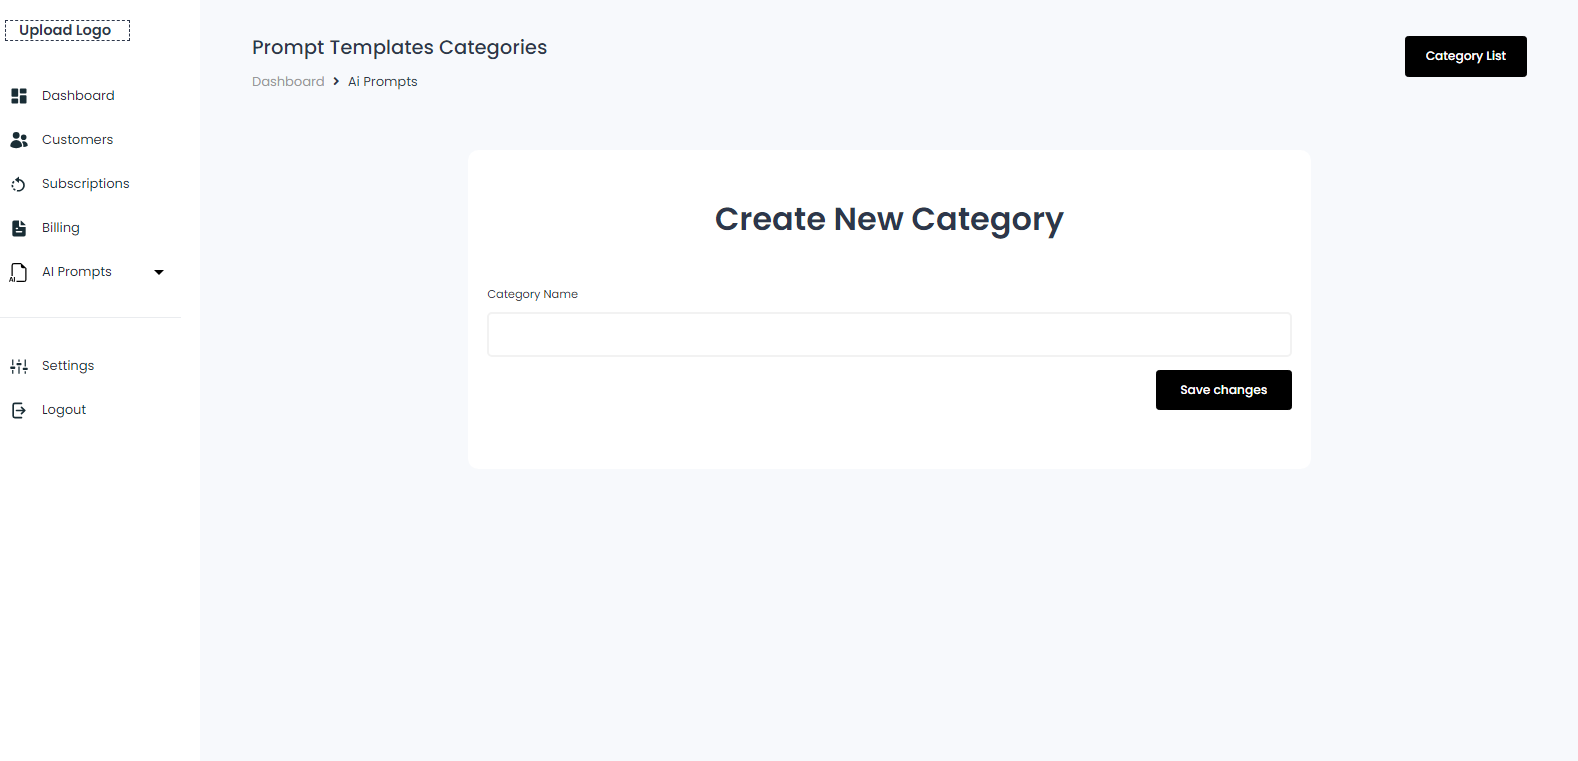 Upload Logo
Dashboard
Customers
Subscriptions
Billing
AI
AI Prompts
Settings
Logout
Prompt Templates Categories
Dashboard > Ai Prompts
Category List
Create New Category
Category Name
Save changes